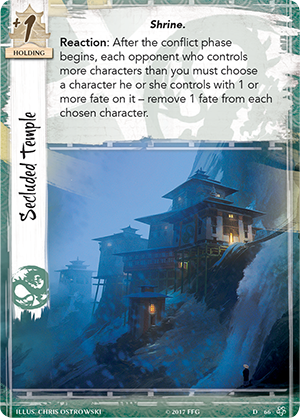 +1
HOLDING
Shrine.
Reaction: After the conflict phase
begins, each opponent who controls
more characters than you must choose
a character he or she controls with 1 or
more fate on it – remove 1 fate from each
chosen character.
Secluded Temple
ILLUS. CHRIS OSTROWSKI © 2017 FFG D 66